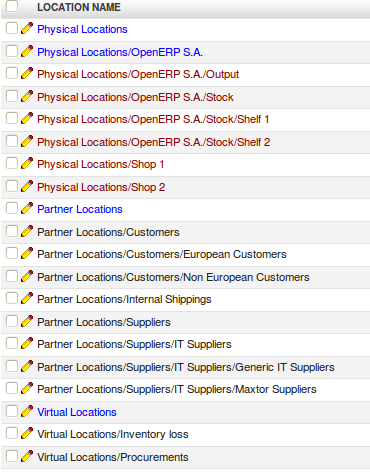 LOCATION NAME
Physical Locations
Physical Locations/OpenERP S.A.
Physical Locations/OpenERP S.A./Output
Physical Locations/OpenERP S.A./Stock
Physical Locations/OpenERP S.A./Stock/Shelf 1
Physical Locations/OpenERP S.A./Stock/Shelf 2
Physical Locations/Shop 1
Physical Locations/Shop 2
Partner Locations
Partner Locations/Customers
Partner Locations/Customers/European Customers
Partner Locations/Customers/Non European Customers
Partner Locations/Internal Shippings
Partner Locations/Suppliers
Partner Locations/Suppliers/IT Suppliers
Partner Locations/Suppliers/IT Suppliers/Generic IT Suppliers
Partner Locations/Suppliers/IT Suppliers/Maxtor Suppliers
Virtual Locations
Virtual Locations/Inventory loss
Virtual Locations/Procurements